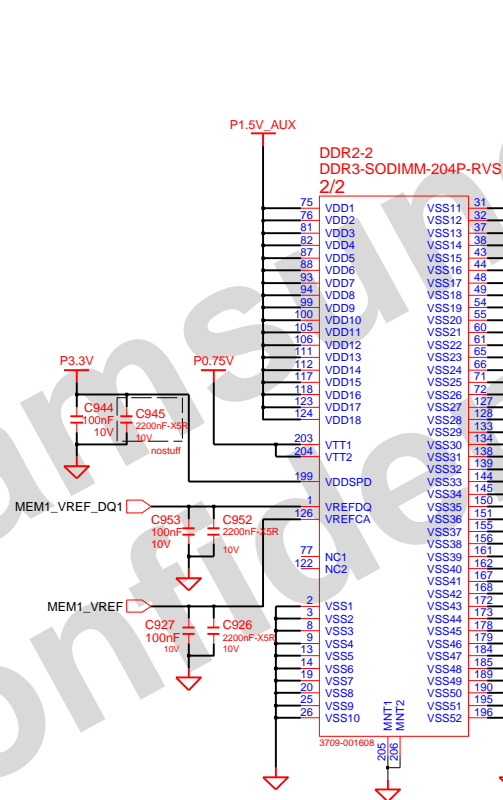 P1.5V_AUX
DDR2-2
DDR3-SODIMM-204P-RVS
2/2
75 VDD1 VSS11 31
76 VDD2 VSS12 32
81 VDD3 VSS13 37
82 VDD4 VSS14 38
87 VDD5 VSS15 43
88 VDD6 VSS16 44
93 VDD7 VSS17 48
94 VDD8 VSS18 49
99 VDD9 VSS19 54
100 VDD10 VSS20 55
105 VDD11 VSS21 60
106 VDD12 VSS22 61
111 VDD13 VSS23 65
112 VDD14 VSS24 66
117 VDD15 VSS25 71
118 VDD16 VSS26 72
123 VDD17 VSS27 127
124 VDD18 VSS28 128
VSS29 133
203 VTT1 VSS30 134
204 VTT2 VSS31 138
VSS32 139
199 VDDSPD VSS33 144
VSS34 145
1 VREFDQ VSS35 150
126 VREFCA VSS36 151
VSS37 155
VSS38 156
77 NC1 VSS39 161
122 NC2 VSS40 162
VSS41 167
VSS42 168
2 VSS1 VSS43 172
3 VSS2 VSS44 173
8 VSS3 VSS45 178
9 VSS4 VSS46 179
13 VSS5 VSS47 184
14 VSS6 VSS48 185
19 VSS7 VSS49 189
20 VSS8 VSS50 190
25 VSS9 VSS51 195
26 VSS10 VSS52 196
MNT1
MNT2
3709-001608
205
206
P3.3V
P0.75V
C944
100nF
10V
C945
2200nF-X5R
10V
nostuff
MEM1_VREF_DQ1
C953
100nF
10V
C952
2200nF-X5R
10V
MEM1_VREF
C927
100nF
10V
C926
2200nF-X5R
10V
amsun
onfide